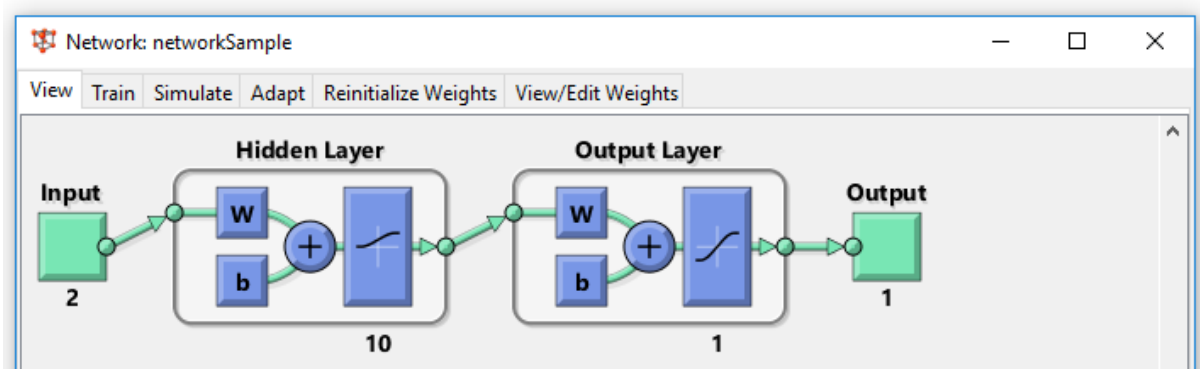 Network: networkSample
View Train Simulate Adapt Reinitialize Weights View/Edit Weights
Hidden Layer Output Layer
Input Output
W W
+ +
b b
2 1
10 1